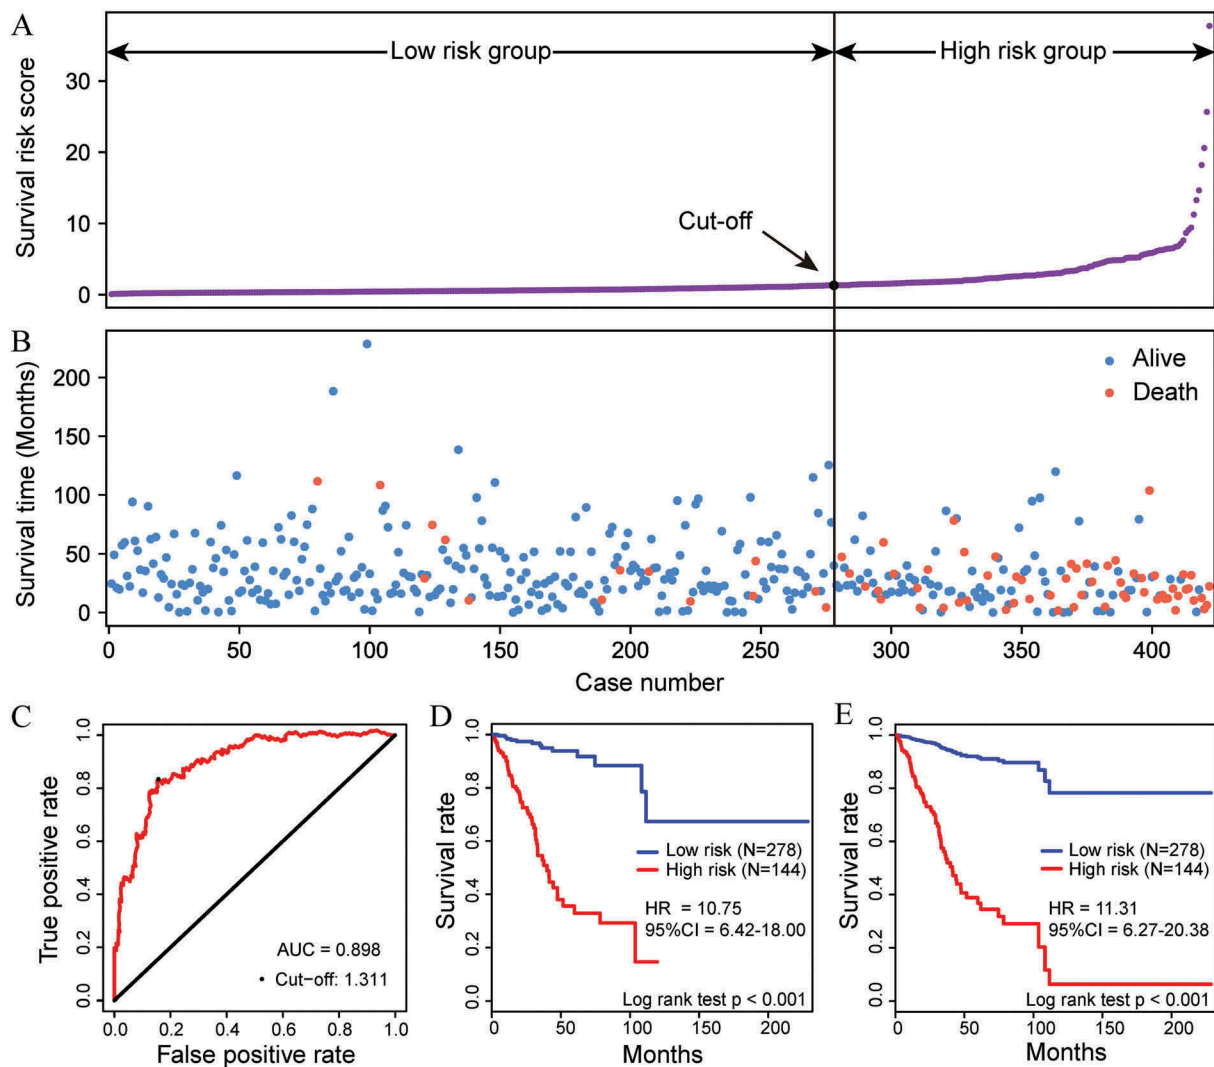 A
Low risk group
High risk group
Survival risk score
30
20
10
0
Cut-off
B
Survival time (Months)
200
150
100
50
0
Alive
Death
0
50
100
150
200
250
300
350
400
Case number
C
True positive rate
1.0
0.8
0.6
0.4
0.2
0.0
AUC = 0.898
Cut−off: 1.311
0.0
0.2
0.4
0.6
0.8
1.0
False positive rate
D
Survival rate
1.0
0.8
0.6
0.4
0.2
0.0
Low risk (N=278)
High risk (N=144)
HR = 10.75
95%CI = 6.42-18.00
Log rank test p < 0.001
0
50
100
150
200
Months
E
Survival rate
1.0
0.8
0.6
0.4
0.2
0.0
Low risk (N=278)
High risk (N=144)
HR = 11.31
95%CI = 6.27-20.38
Log rank test p < 0.001
0
50
100
150
200
Months